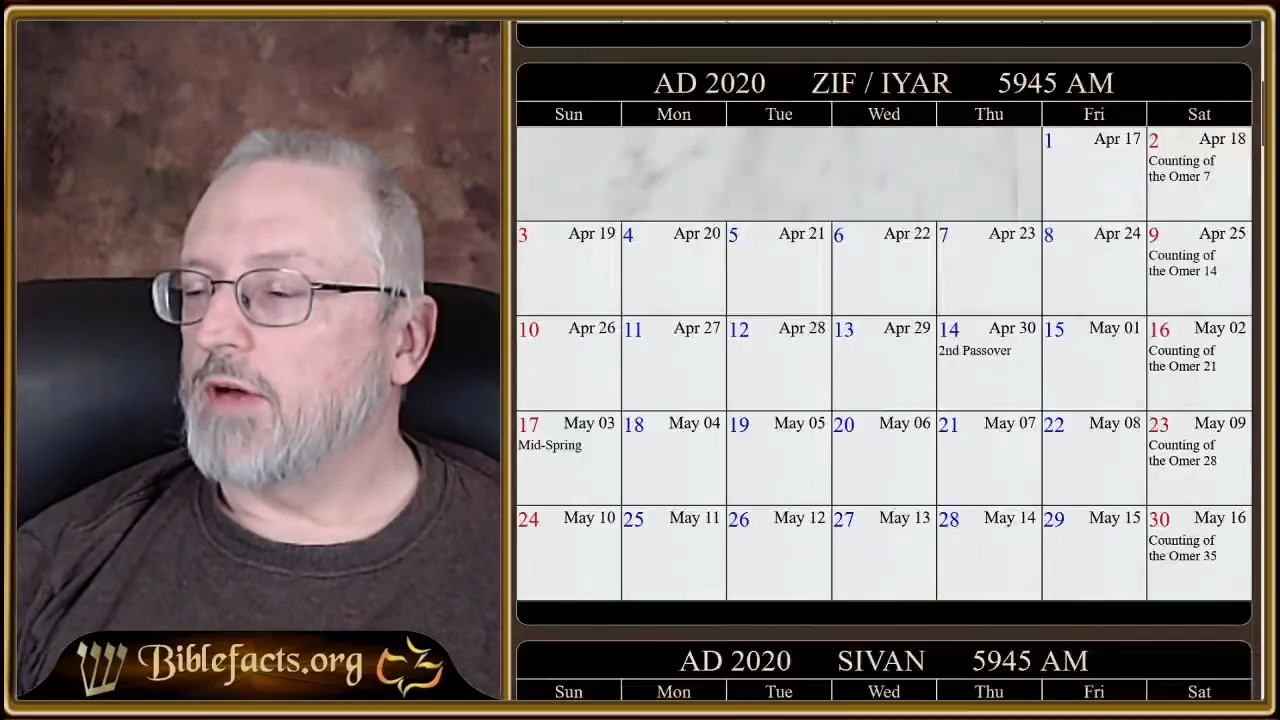 AD 2020 ZIF / IYAR 5945 AM
Sun Mon Tue Wed Thu Fri Sat
1 Apr 17 2 Apr 18
Counting of
the Omer 7
3 Apr 19 4 Apr 20 5 Apr 21 6 Apr 22 7 Apr 23 8 Apr 24 9 Apr 25
Counting of
the Omer 14
10 Apr 26 11 Apr 27 12 Apr 28 13 Apr 29 14 Apr 30 15 May 01 16 May 02
2nd Passover Counting of
the Omer 21
17 May 03 18 May 04 19 May 05 20 May 06 21 May 07 22 May 08 23 May 09
Mid-Spring Counting of
the Omer 28
24 May 10 25 May 11 26 May 12 27 May 13 28 May 14 29 May 15 30 May 16
Counting of
the Omer 35
ש Biblefacts.org
AD 2020 SIVAN 5945 AM
Sun Mon Tue Wed Thu Fri Sat